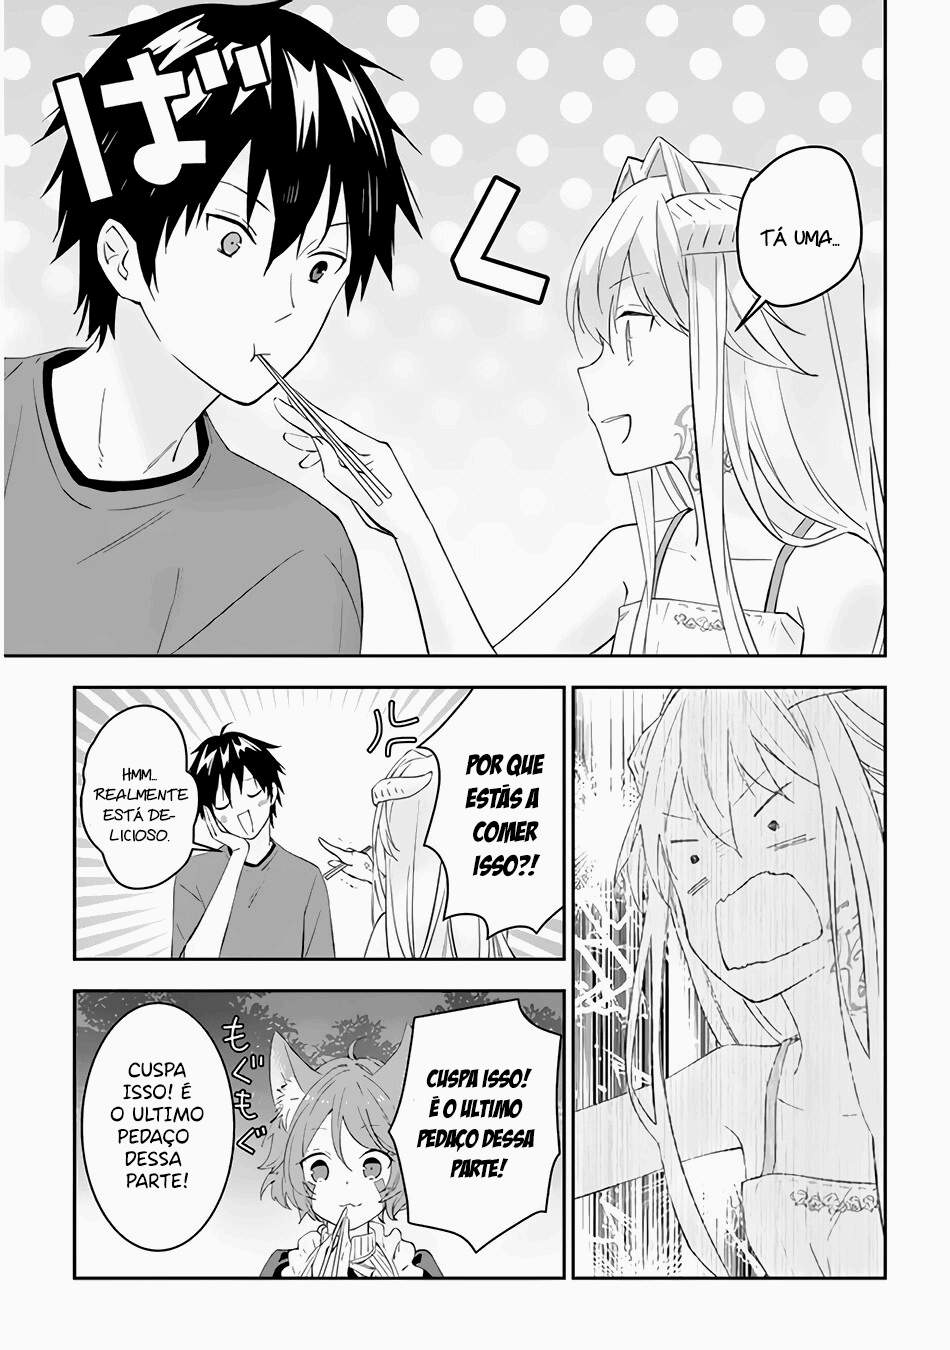 TÁ UMA...
ばっ
く
POR QUE
ESTÁS A
COMER
ISSO?!
HMM...
REALMENTE
ESTÁ DE-
LICIOSO.
CUSPA ISSO!
É O ULTIMO
PEDAÇO DESSA
PARTE!
もぐもぐ
CUSPA
ISSO! É
O ULTIMO
PEDAÇO
DESSA
PARTE!